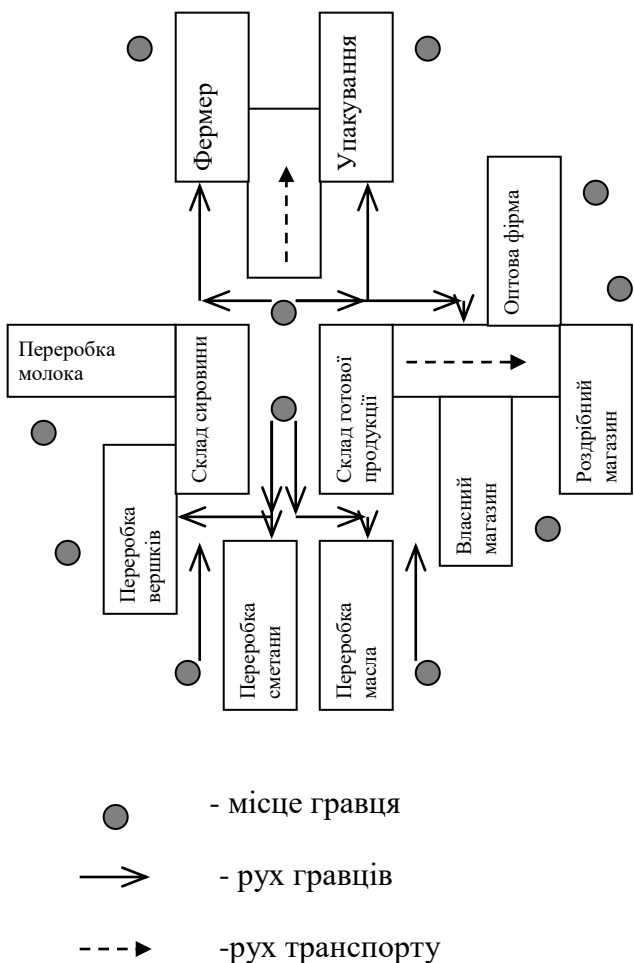 Фермер
Упакування
Оптова фірма
Переробка
молока
Склад сировини
Склад готової
продукції
Роздрібний
магазин
Власний
магазин
Переробка
вершків
Переробка
сметани
Переробка
масла
- місце гравця
- рух гравців
-рух транспорту